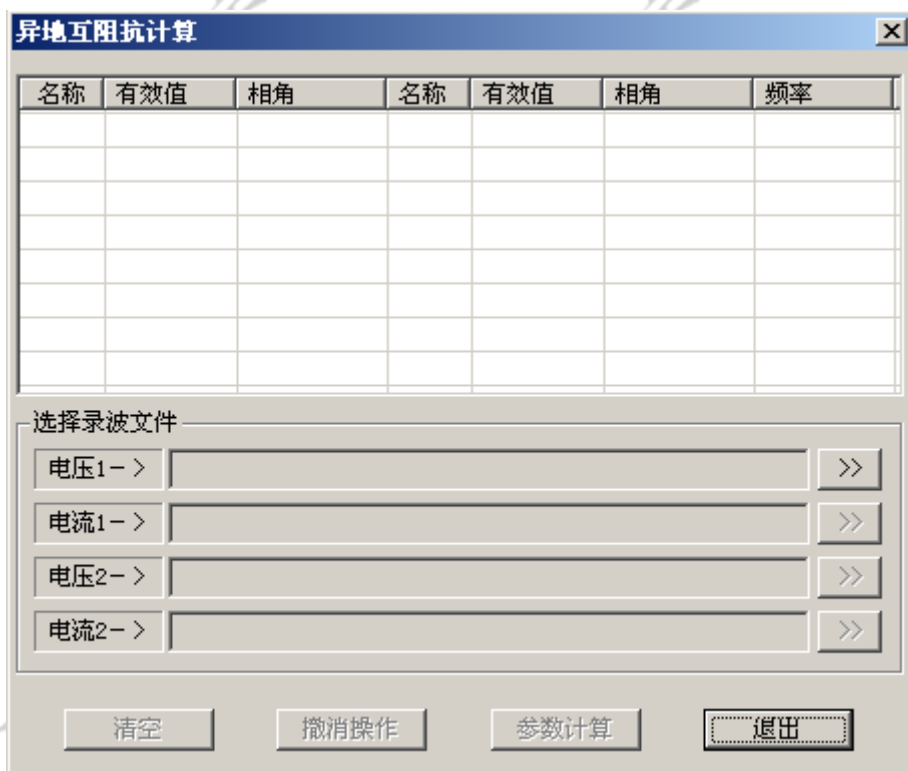 异地互阻抗计算
名称 有效值 相角 名称 有效值 相角 频率
选择录波文件
电压1－> >>
电流1－> >>
电压2－> >>
电流2－> >>
清空 撤消操作 参数计算 退出